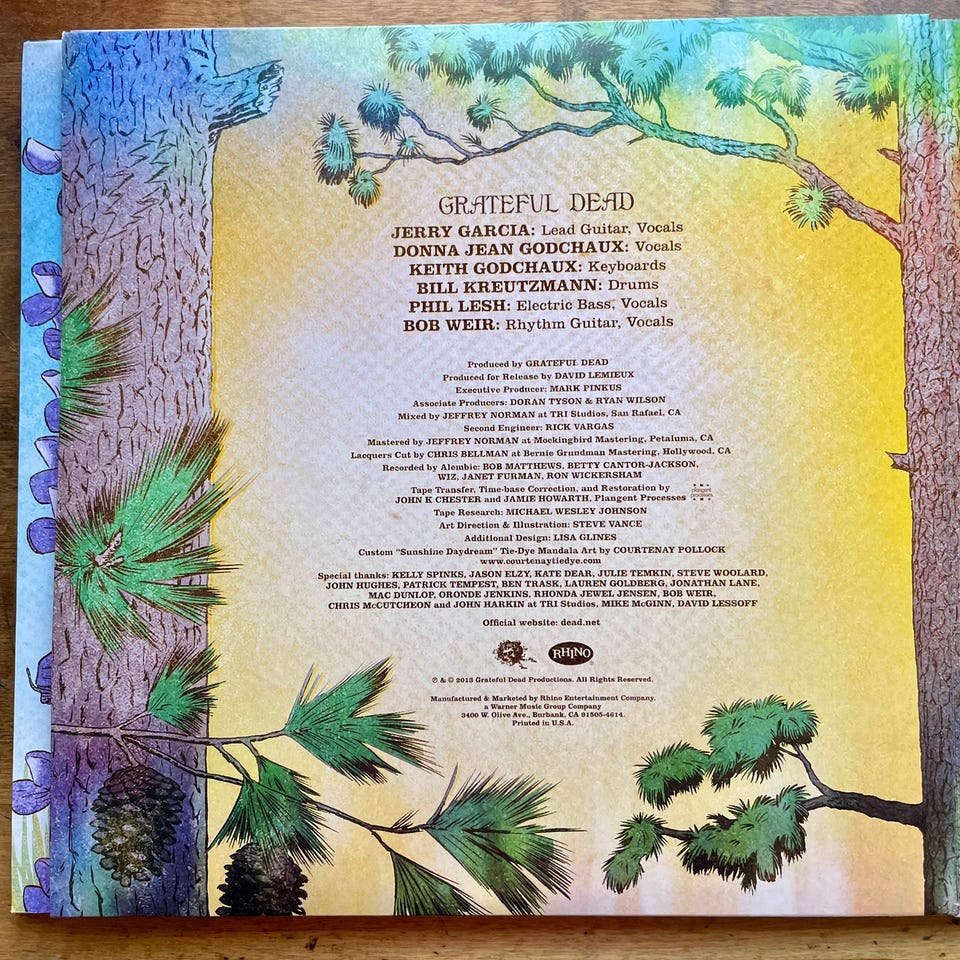 GRATEFUL DEAD
JERRY GARCIA: Lead Guitar, Vocals
DONNA JEAN GODCHAUX: Vocals
KEITH GODCHAUX: Keyboards
BILL KREUTZMANN: Drums
PHIL LESH: Electric Bass, Vocals
BOB WEIR: Rhythm Guitar, Vocals
Produced by GRATEFUL DEAD
Produced for Release by DAVID LEMIEUX
Executive Producer: MARK PINKUS
Associate Producers: DORAN TYSON & RYAN WILSON
Mixed by JEFFREY NORMAN at TRI Studios, San Rafael, CA
Second Engineer: RICK VARGAS
Mastered by JEFFREY NORMAN at Mockingbird Mastering, Petaluma, CA
Lacquers Cut by CHRIS BELLMAN at Bernie Grundman Mastering, Hollywood, CA
Recorded by Alembic: BOB MATTHEWS, BETTY CANTOR-JACKSON,
WIZ, JANET FURMAN, RON WICKERSHAM
Tape Transfer, Time-base Correction, and Restoration by
JOHN K CHESTER and JAMIE HOWARTH, Plangent Processes
plangent
processes
Tape Research: MICHAEL WESLEY JOHNSON
Art Direction & Illustration: STEVE VANCE
Additional Design: LISA GLINES
Custom "Sunshine Daydream" Tie-Dye Mandala Art by COURTENAY POLLOCK
www.courtenaytiedye.com
Special thanks: KELLY SPINKS, JASON ELZY, KATE DEAR, JULIE TEMKIN, STEVE WOOLARD,
JOHN HUGHES, PATRICK TEMPEST, BEN TRASK, LAUREN GOLDBERG, JONATHAN LANE,
MAC DUNLOP, ORONDE JENKINS, RHONDA JEWEL JENSEN, BOB WEIR,
CHRIS McCUTCHEON and JOHN HARKIN at TRI Studios, MIKE McGINN, DAVID LESSOFF
Official website: dead.net
RHINO
℗ & © 2013 Grateful Dead Productions. All Rights Reserved.
Manufactured & Marketed by Rhino Entertainment Company,
a Warner Music Group Company
3400 W. Olive Ave., Burbank, CA 91505-4614.
Printed in U.S.A.